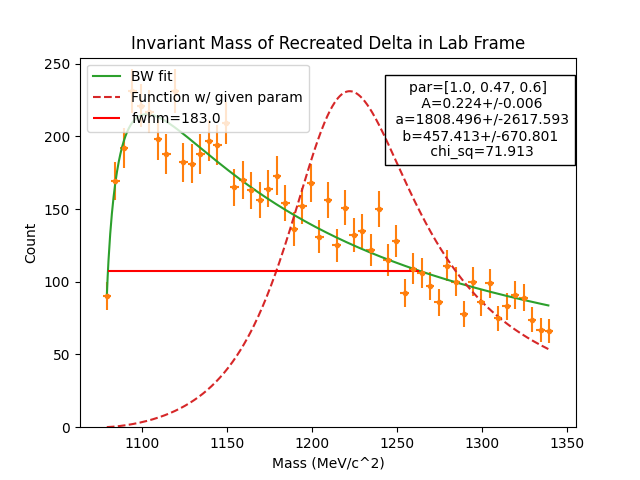 Invariant Mass of Recreated Delta in Lab Frame
BW fit
Function w/ given param
fwhm=183.0
par=[1.0, 0.47, 0.6]
A=0.224+/-0.006
a=1808.496+/-2617.593
b=457.413+/-670.801
chi_sq=71.913
Count
250
200
150
100
50
0
1100
1150
1200
1250
1300
1350
Mass (MeV/c^2)